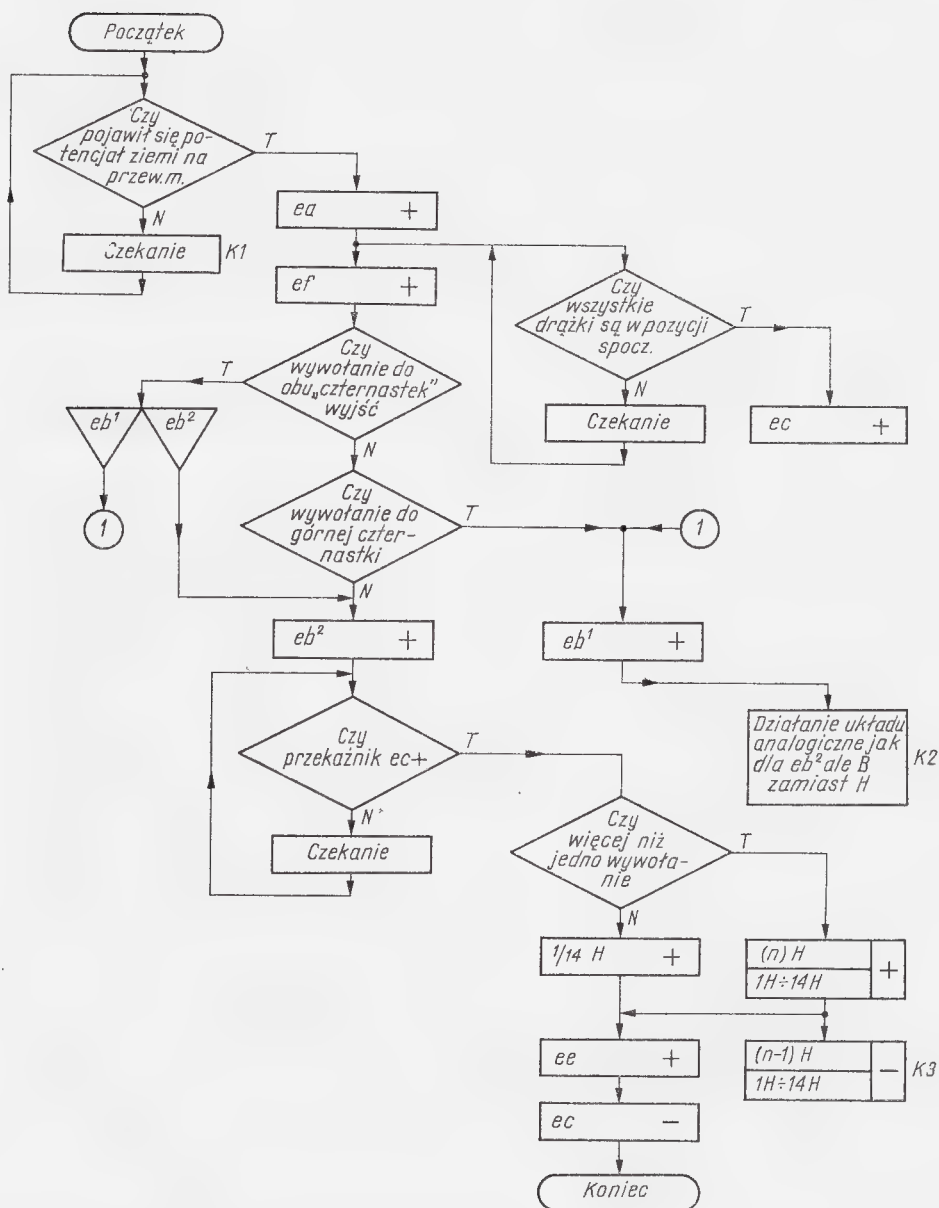 Początek
Czy
pojawił się po-
tencjał ziemi na
przew.m.
T
N
Czekanie
K1
ea +
ef +
Czy
wszystkie
drążki są w pozycji
spocz.
T
N
Czekanie
ec +
Czy
wywołanie do
obu „czternastek”
wyjść
T
N
eb¹
eb²
1
Czy
wywołanie do
górnej czter-
nastki
T
N
1
eb² +
eb¹ +
Czy
przekaźnik ec+
T
N
Czekanie
Działanie układu
analogiczne jak
dla eb² ale B
zamiast H
K2
Czy
więcej niż
jedno wywoła-
nie
T
N
1/14 H +
(n) H
1H÷14H
+
ee +
(n-1) H
1H÷14H
−
K3
ec −
Koniec